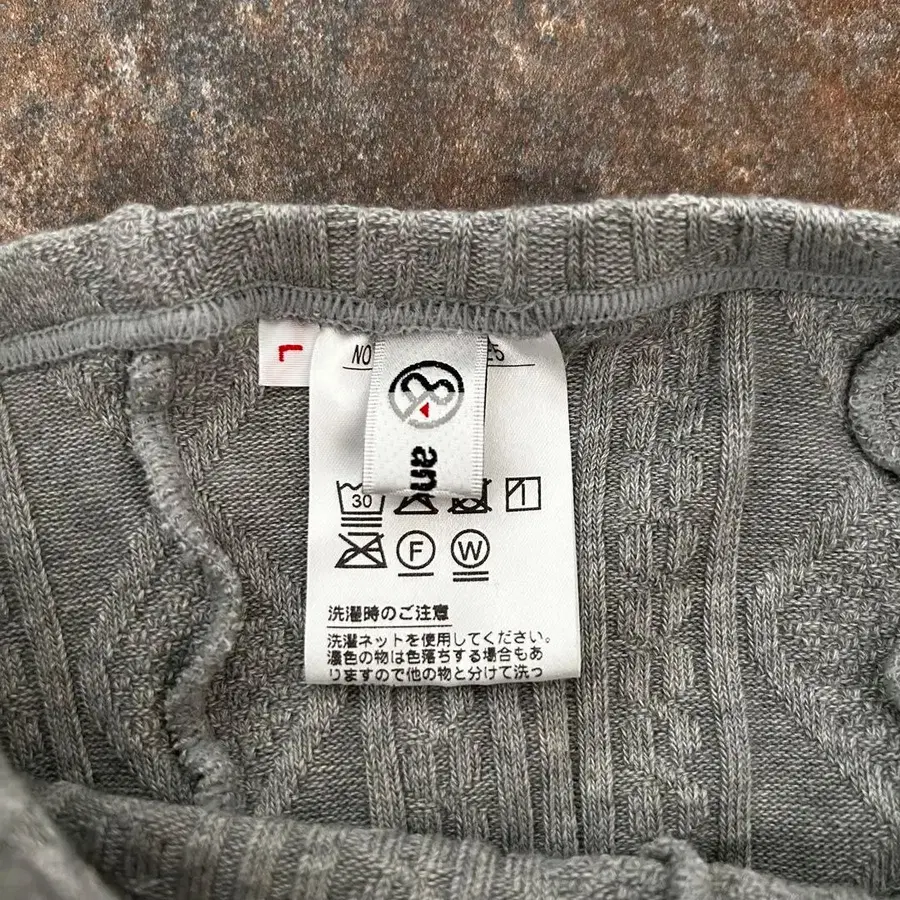 L
NO
25
30
F
W
洗濯時のご注意
洗濯ネットを使用してください。
濃色の物は色落ちする場合もあ
りますので他の物と分けて洗っ